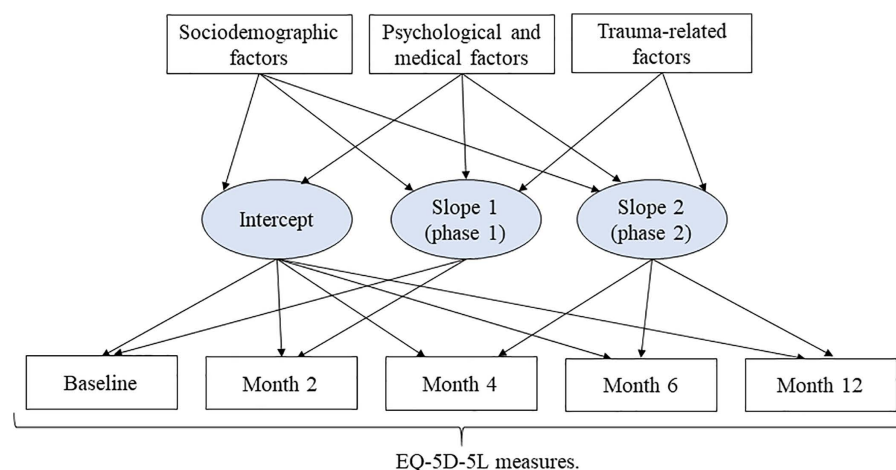 Sociodemographic
factors
Psychological and
medical factors
Trauma-related
factors
Intercept
Slope 1
(phase 1)
Slope 2
(phase 2)
Baseline
Month 2
Month 4
Month 6
Month 12
EQ-5D-5L measures.